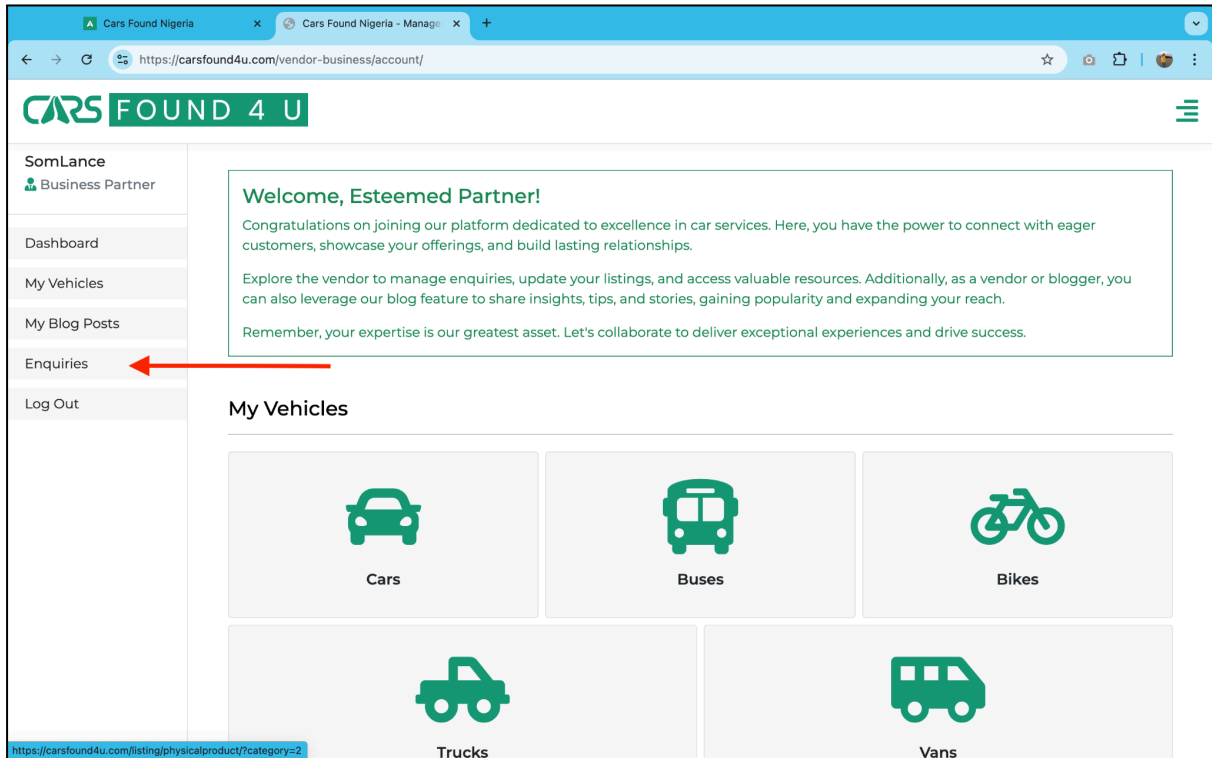 Cars Found Nigeria
Cars Found Nigeria - Manage
https://carsfound4u.com/vendor-business/account/
CARS FOUND 4 U
SomLance
Business Partner
Dashboard
My Vehicles
My Blog Posts
Enquiries
Log Out
Welcome, Esteemed Partner!
Congratulations on joining our platform dedicated to excellence in car services. Here, you have the power to connect with eager
customers, showcase your offerings, and build lasting relationships.
Explore the vendor to manage enquiries, update your listings, and access valuable resources. Additionally, as a vendor or blogger, you
can also leverage our blog feature to share insights, tips, and stories, gaining popularity and expanding your reach.
Remember, your expertise is our greatest asset. Let's collaborate to deliver exceptional experiences and drive success.
My Vehicles
Cars
Buses
Bikes
Trucks
Vans
https://carsfound4u.com/listing/physicalproduct/?category=2